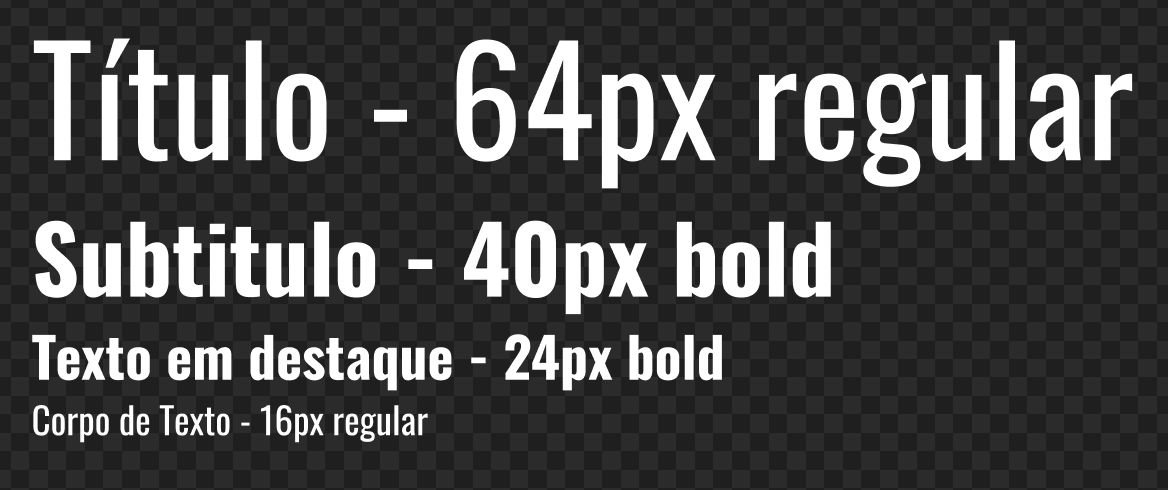 Título - 64px regular
Subtitulo - 40px bold
Texto em destaque - 24px bold
Corpo de Texto - 16px regular